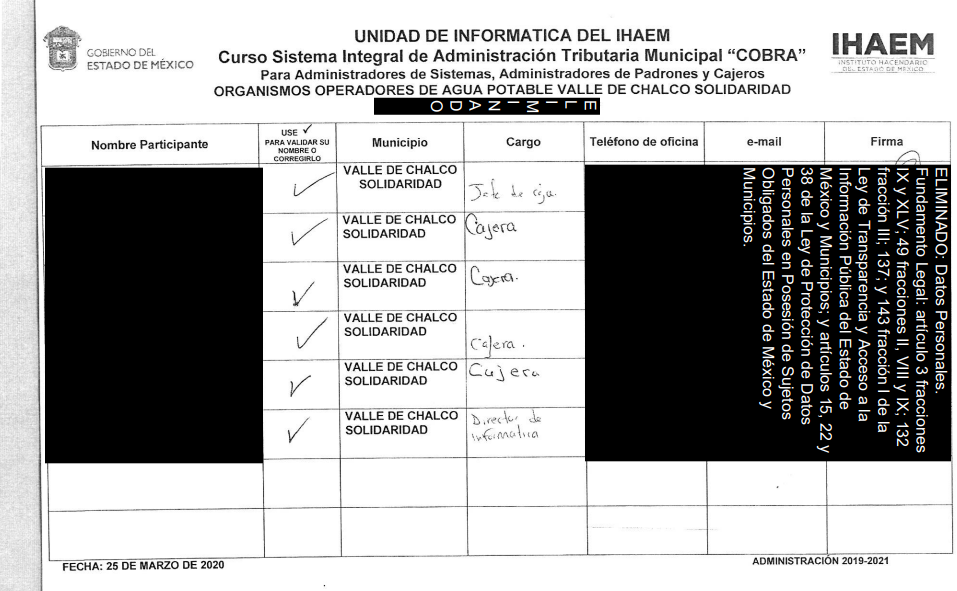 GOBIERNO DEL
ESTADO DE MÉXICO
UNIDAD DE INFORMATICA DEL IHAEM
Curso Sistema Integral de Administración Tributaria Municipal “COBRA”
Para Administradores de Sistemas, Administradores de Padrones y Cajeros
ORGANISMOS OPERADORES DE AGUA POTABLE VALLE DE CHALCO SOLIDARIDAD
IHAEM
INSTITUTO HACENDARIO
DEL ESTADO DE MÉXICO
ELIMINADO
Nombre Participante
USE ✓
PARA VALIDAR SU
NOMBRE O
CORREGIRLO
Municipio
Cargo
Teléfono de oficina
e-mail
Firma
✓
VALLE DE CHALCO
SOLIDARIDAD
Jefe de caja
✓
VALLE DE CHALCO
SOLIDARIDAD
Cajera
✓
VALLE DE CHALCO
SOLIDARIDAD
Cajera.
✓
VALLE DE CHALCO
SOLIDARIDAD
Cajera.
✓
VALLE DE CHALCO
SOLIDARIDAD
Cajera
✓
VALLE DE CHALCO
SOLIDARIDAD
Director de
informatica
ELIMINADO: Datos Personales.
Fundamento Legal: artículo 3 fracciones
IX y XLV: 49 fracciones II, VIII y IX; 132
fracción III; 137; y 143 fracción I de la
Ley de Transparencia y Acceso a la
Información Pública del Estado de
México y Municipios; y artículos 15, 22 y
38 de la Ley de Protección de Datos
Personales en Posesión de Sujetos
Obligados del Estado de México y
Municipios.
FECHA: 25 DE MARZO DE 2020
ADMINISTRACIÓN 2019-2021